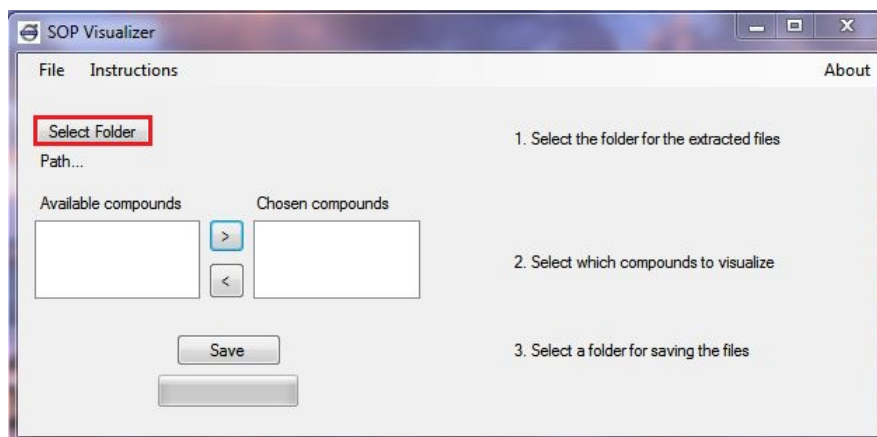 SOP Visualizer
File Instructions About
Select Folder
1. Select the folder for the extracted files
Path...
Available compounds Chosen compounds
>
2. Select which compounds to visualize
<
Save
3. Select a folder for saving the files